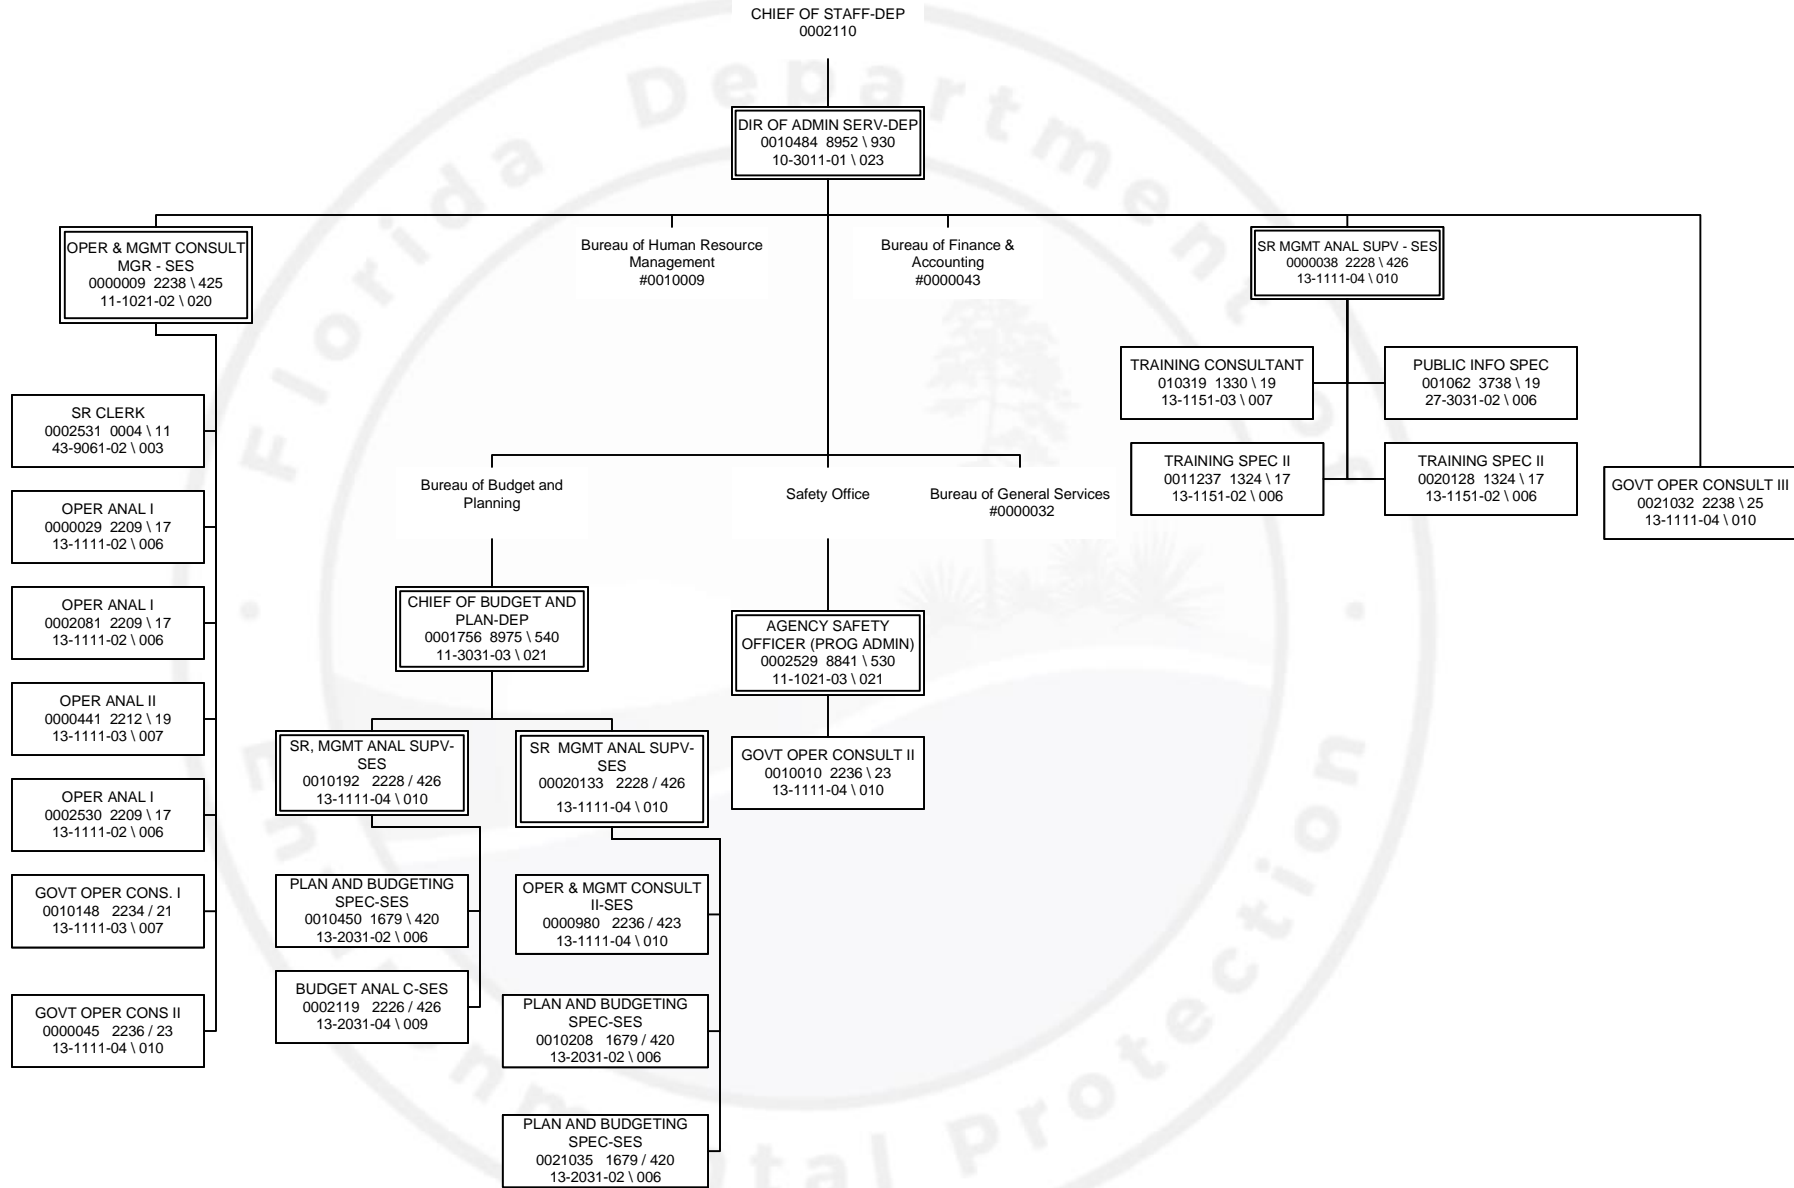 CHIEF OF STAFF-DEP
0002110
DIR OF ADMIN SERV-DEP
0010484 8952 \ 930
10-3011-01 \ 023
OPER & MGMT CONSULT
MGR - SES
0000009 2238 \ 425
11-1021-02 \ 020
Bureau of Human Resource
Management
#0010009
Bureau of Finance &
Accounting
#0000043
SR MGMT ANAL SUPV - SES
0000038 2228 \ 426
13-1111-04 \ 010
TRAINING CONSULTANT
010319 1330 \ 19
13-1151-03 \ 007
PUBLIC INFO SPEC
001062 3738 \ 19
27-3031-02 \ 006
TRAINING SPEC II
0011237 1324 \ 17
13-1151-02 \ 006
TRAINING SPEC II
0020128 1324 \ 17
13-1151-02 \ 006
GOVT OPER CONSULT III
0021032 2238 \ 25
13-1111-04 \ 010
SR CLERK
0002531 0004 \ 11
43-9061-02 \ 003
OPER ANAL I
0000029 2209 \ 17
13-1111-02 \ 006
OPER ANAL I
0002081 2209 \ 17
13-1111-02 \ 006
OPER ANAL II
0000441 2212 \ 19
13-1111-03 \ 007
OPER ANAL I
0002530 2209 \ 17
13-1111-02 \ 006
GOVT OPER CONS. I
0010148 2234 / 21
13-1111-03 \ 007
GOVT OPER CONS II
0000045 2236 / 23
13-1111-04 \ 010
Bureau of Budget and
Planning
Safety Office
Bureau of General Services
#0000032
CHIEF OF BUDGET AND
PLAN-DEP
0001756 8975 \ 540
11-3031-03 \ 021
AGENCY SAFETY
OFFICER (PROG ADMIN)
0002529 8841 \ 530
11-1021-03 \ 021
GOVT OPER CONSULT II
0010010 2236 \ 23
13-1111-04 \ 010
SR, MGMT ANAL SUPV-
SES
0010192 2228 / 426
13-1111-04 \ 010
SR MGMT ANAL SUPV-
SES
00020133 2228 / 426
13-1111-04 \ 010
PLAN AND BUDGETING
SPEC-SES
0010450 1679 \ 420
13-2031-02 \ 006
BUDGET ANAL C-SES
0002119 2226 / 426
13-2031-04 \ 009
OPER & MGMT CONSULT
II-SES
0000980 2236 / 423
13-1111-04 \ 010
PLAN AND BUDGETING
SPEC-SES
0010208 1679 / 420
13-2031-02 \ 006
PLAN AND BUDGETING
SPEC-SES
0021035 1679 / 420
13-2031-02 \ 006
Florida Department of
Protection